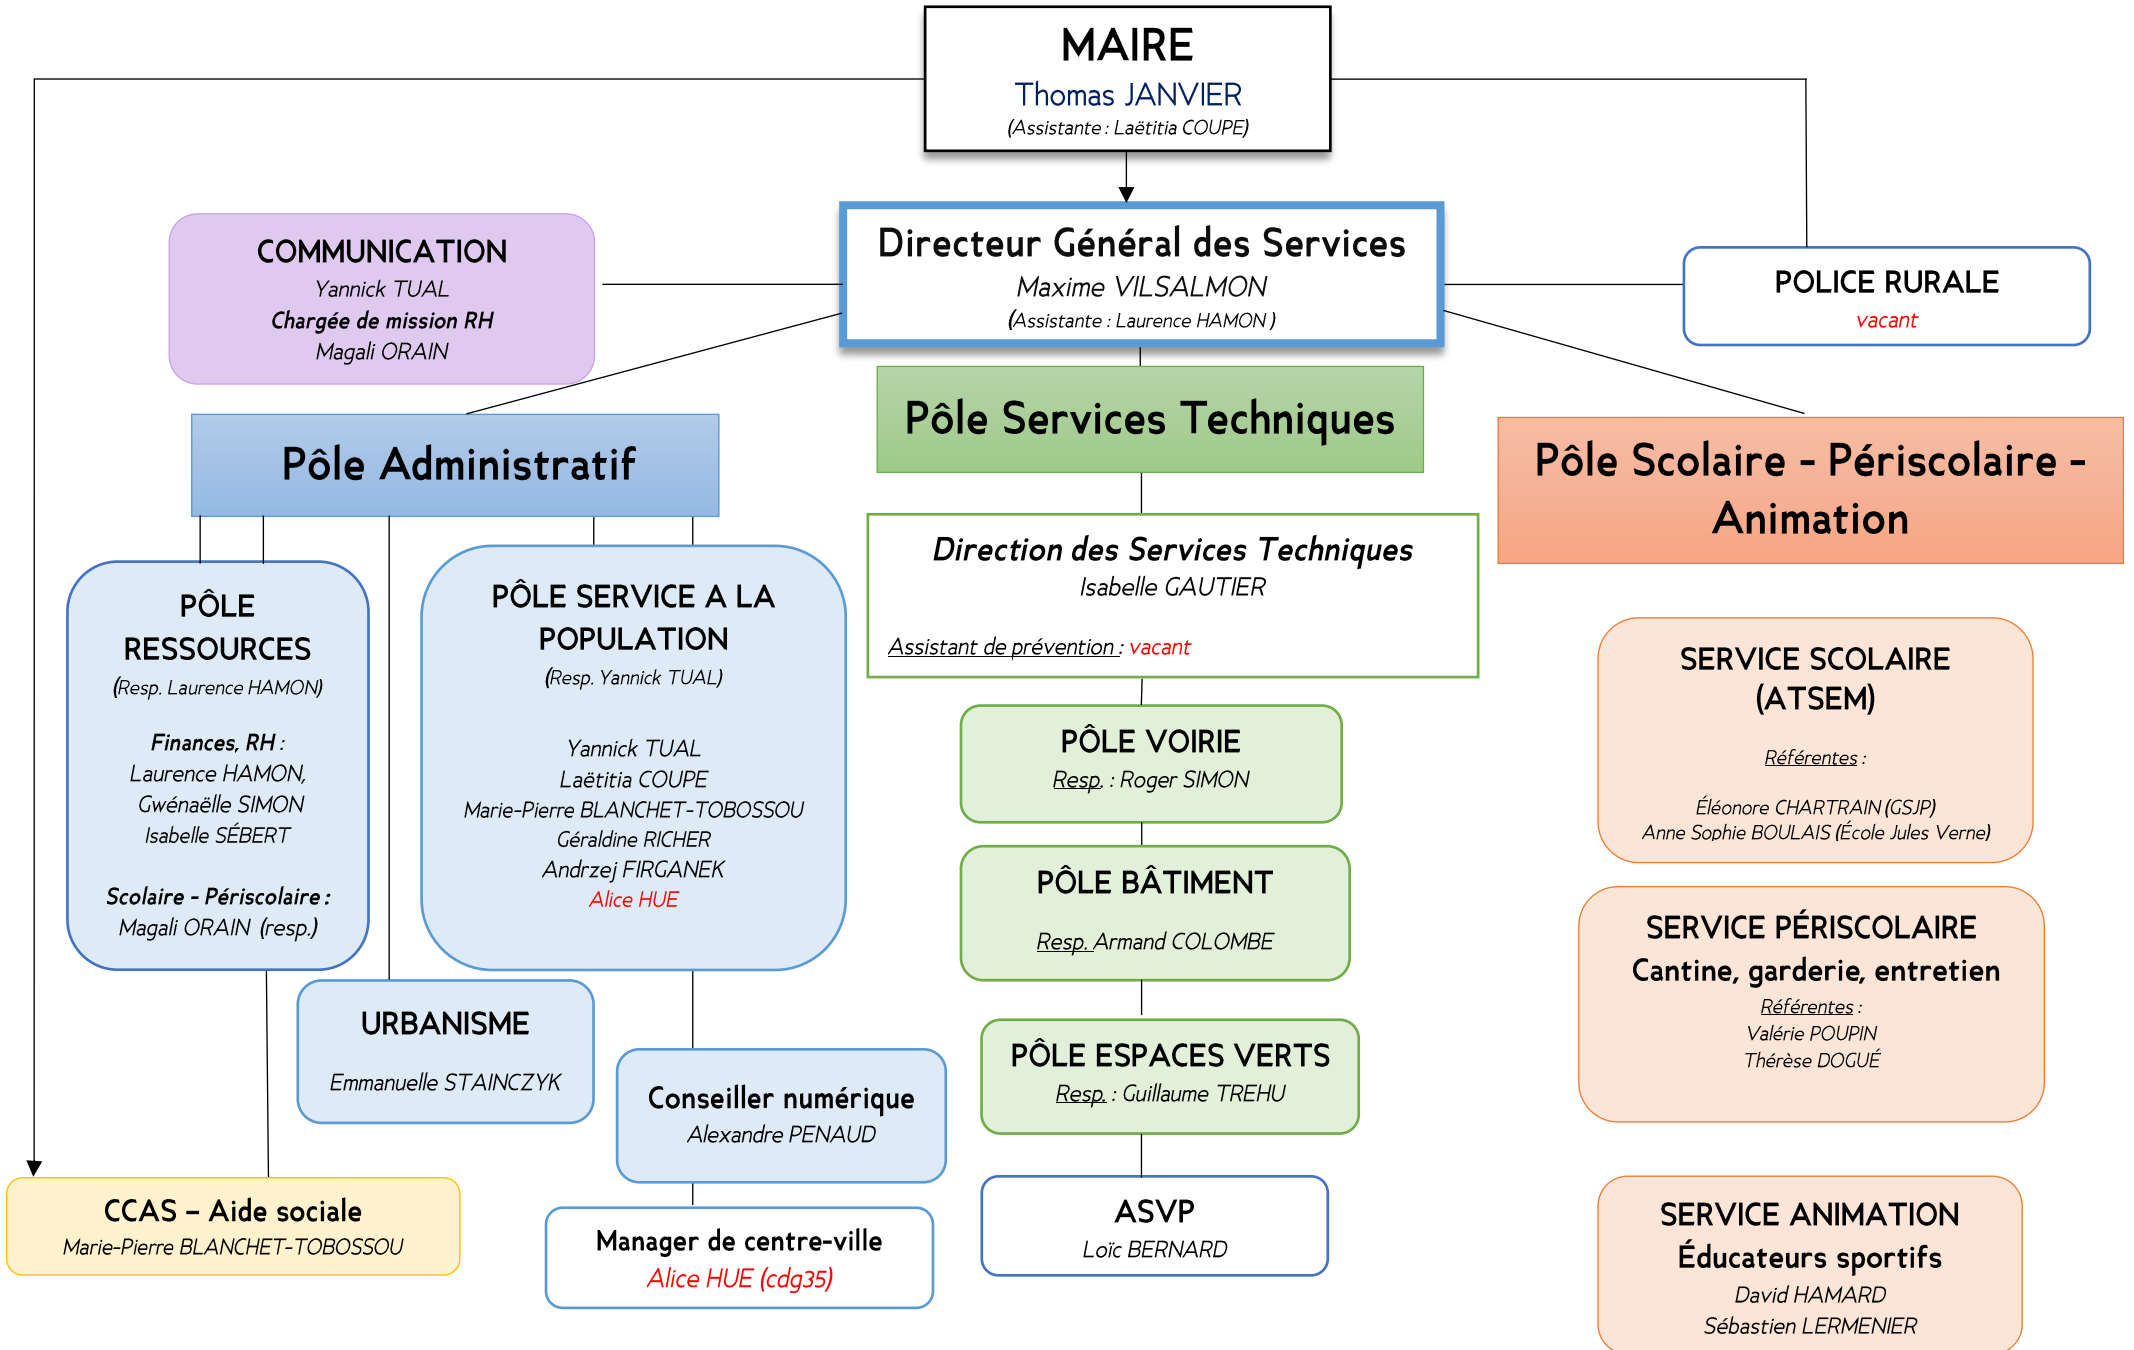 MAIRE
Thomas JANVIER
(Assistante : Laëtitia COUPE)
COMMUNICATION
Yannick TUAL
Chargée de mission RH
Magali ORAIN
Directeur Général des Services
Maxime VILSALMON
(Assistante : Laurence HAMON )
POLICE RURALE
vacant
Pôle Administratif
Pôle Services Techniques
Pôle Scolaire - Périscolaire -
Animation
PÔLE
RESSOURCES
(Resp. Laurence HAMON)
Finances, RH :
Laurence HAMON,
Gwénaëlle SIMON
Isabelle SÉBERT
Scolaire - Périscolaire :
Magali ORAIN (resp.)
PÔLE SERVICE A LA
POPULATION
(Resp. Yannick TUAL)
Yannick TUAL
Laëtitia COUPE
Marie-Pierre BLANCHET-TOBOSSOU
Géraldine RICHER
Andrzej FIRGANEK
Alice HUE
URBANISME
Emmanuelle STAINCZYK
Conseiller numérique
Alexandre PENAUD
Manager de centre-ville
Alice HUE (cdg35)
CCAS – Aide sociale
Marie-Pierre BLANCHET-TOBOSSOU
Direction des Services Techniques
Isabelle GAUTIER
Assistant de prévention : vacant
PÔLE VOIRIE
Resp. : Roger SIMON
PÔLE BÂTIMENT
Resp. Armand COLOMBE
PÔLE ESPACES VERTS
Resp. : Guillaume TREHU
ASVP
Loïc BERNARD
SERVICE SCOLAIRE
(ATSEM)
Référentes :
Éléonore CHARTRAIN (GSJP)
Anne Sophie BOULAIS (École Jules Verne)
SERVICE PÉRISCOLAIRE
Cantine, garderie, entretien
Référentes :
Valérie POUPIN
Thérèse DOGUÉ
SERVICE ANIMATION
Éducateurs sportifs
David HAMARD
Sébastien LERMENIER